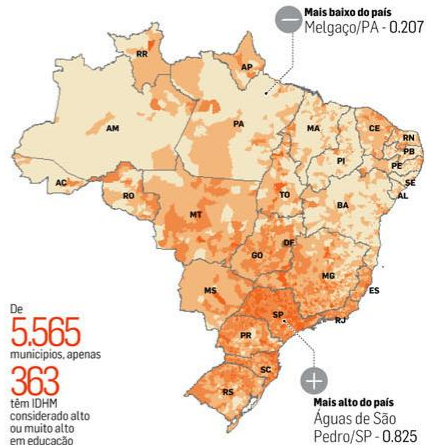 Mais baixo do país
Melgaço/PA - 0.207
RR
AP
AM
PA
MA
CE
RN
PB
PI
PE
AC
SE
AL
RO
TO
BA
MT
DF
GO
MG
MS
ES
SP
RJ
PR
SC
RS
De
5.565
municipios, apenas
363
têm IDHM
considerado alto
ou muito alto
em educação
Mais alto do país
Águas de São
Pedro/SP - 0.825